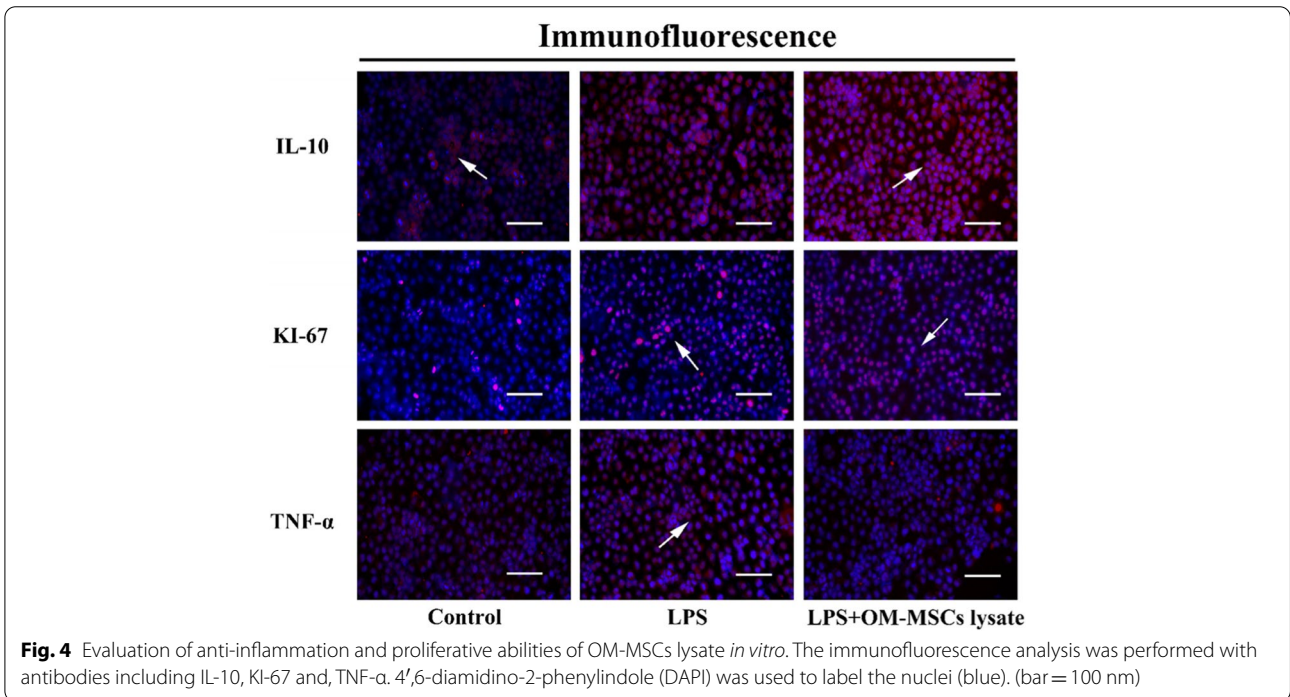 Immunofluorescence
IL-10
KI-67
TNF-α
Control LPS LPS+OM-MSCs lysate
Fig. 4 Evaluation of anti-inflammation and proliferative abilities of OM-MSCs lysate in vitro. The immunofluorescence analysis was performed with
antibodies including IL-10, KI-67 and, TNF-α. 4′,6-diamidino-2-phenylindole (DAPI) was used to label the nuclei (blue). (bar = 100 nm)